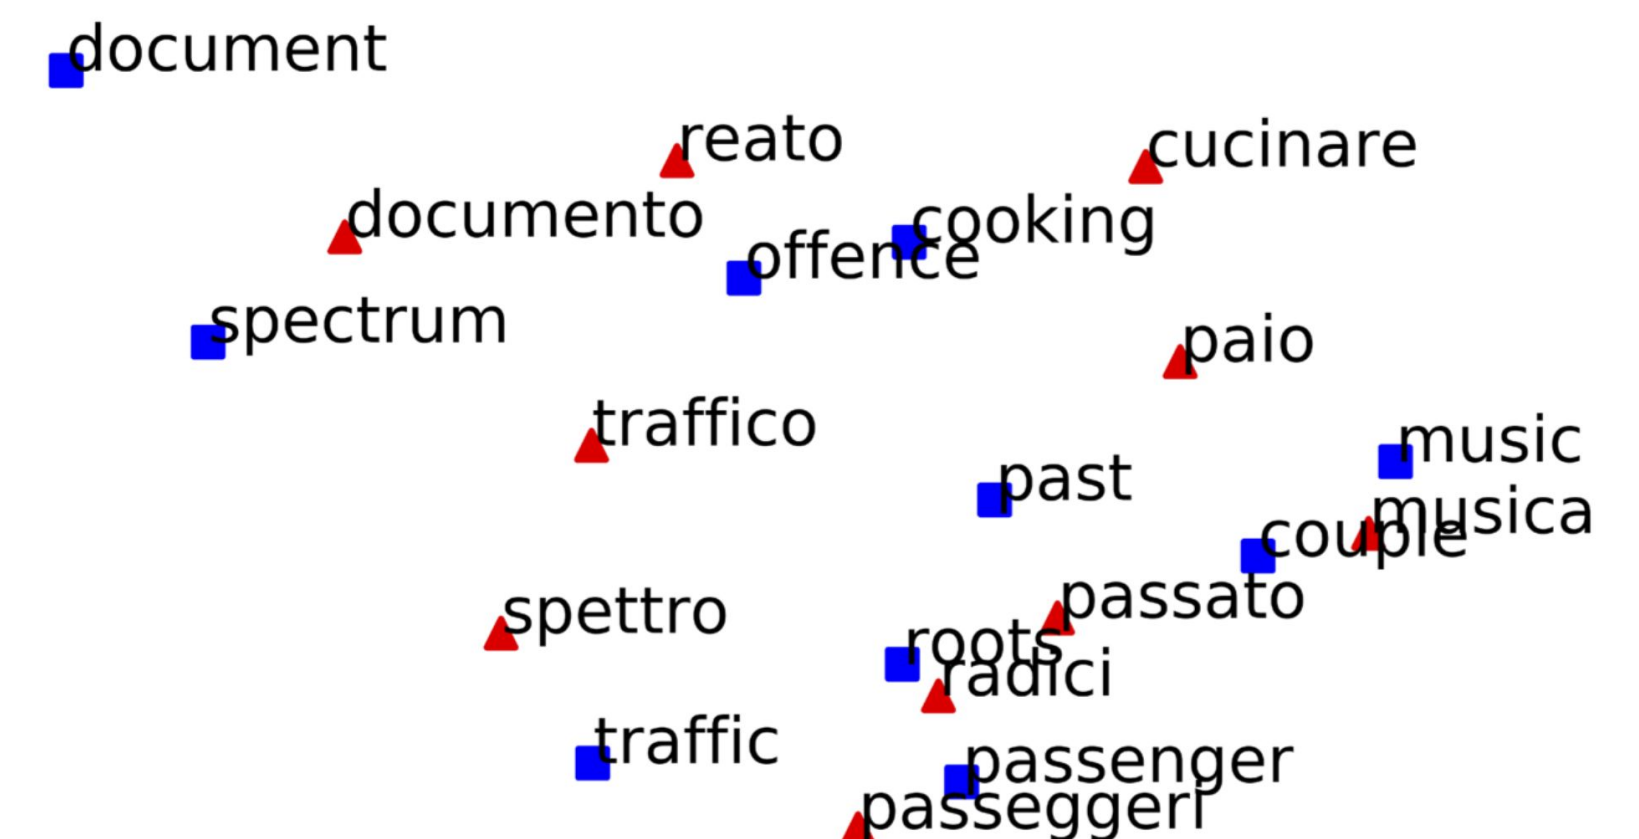 document
reato
cucinare
documento
cooking
offence
spectrum
paio
traffico
music
past
musica
couple
passato
spettro
roots
radici
traffic
passenger
passeggeri